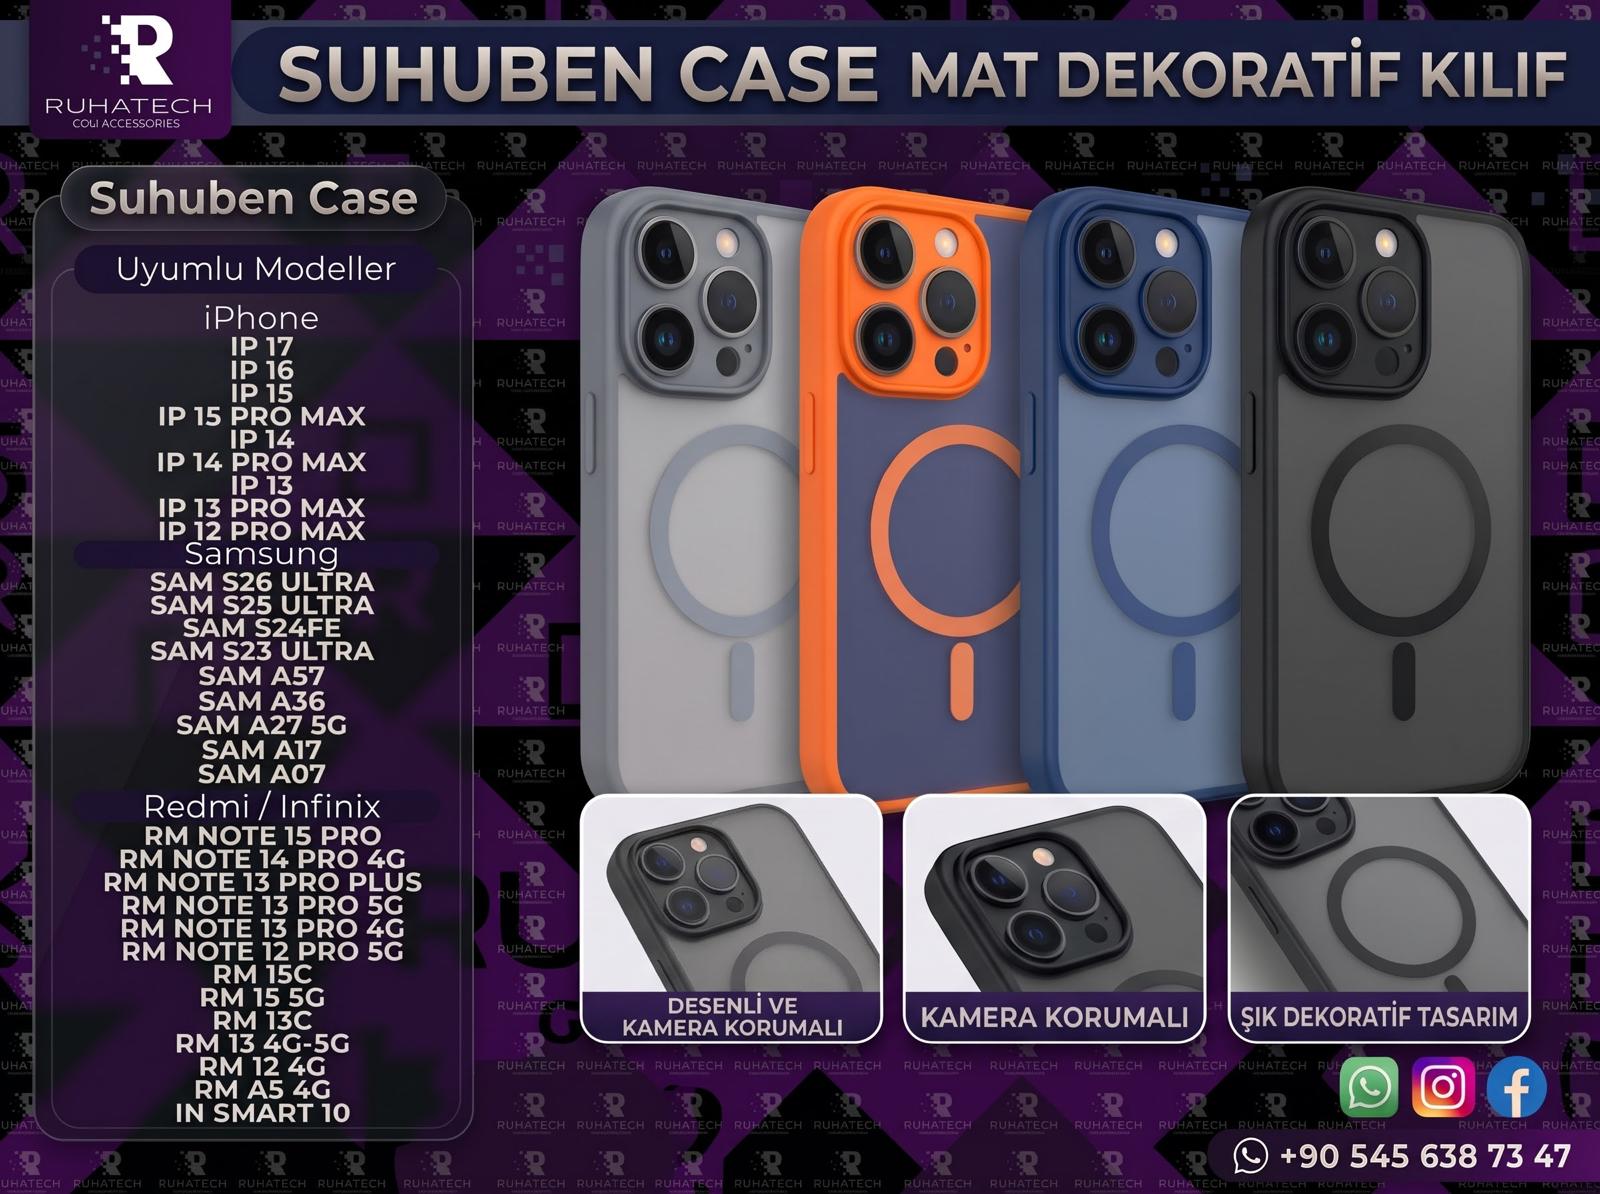 RUHATECH
SUHUBEN CASE MAT DEKORATİF KILIF
Suhuben Case
Uyumlu Modeller
iPhone
IP 17
IP 16
IP 15
IP 15 PRO MAX
IP 14
IP 14 PRO MAX
IP 13
IP 13 PRO MAX
IP 12 PRO MAX
Samsung
SAM S26 ULTRA
SAM S25 ULTRA
SAM S24FE
SAM S23 ULTRA
SAM A57
SAM A36
SAM A27 5G
SAM A17
SAM A07
Redmi / Infinix
RM NOTE 15 PRO
RM NOTE 14 PRO 4G
RM NOTE 13 PRO PLUS
RM NOTE 13 PRO 5G
RM NOTE 13 PRO 4G
RM NOTE 12 PRO 5G
RM 15C
RM 15 5G
RM 13C
RM 13 4G-5G
RM 12 4G
RM A5 4G
IN SMART 10
DESENLİ VE
KAMERA KORUMALI
KAMERA KORUMALI
ŞIK DEKORATİF TASARIM
+90 545 638 73 47